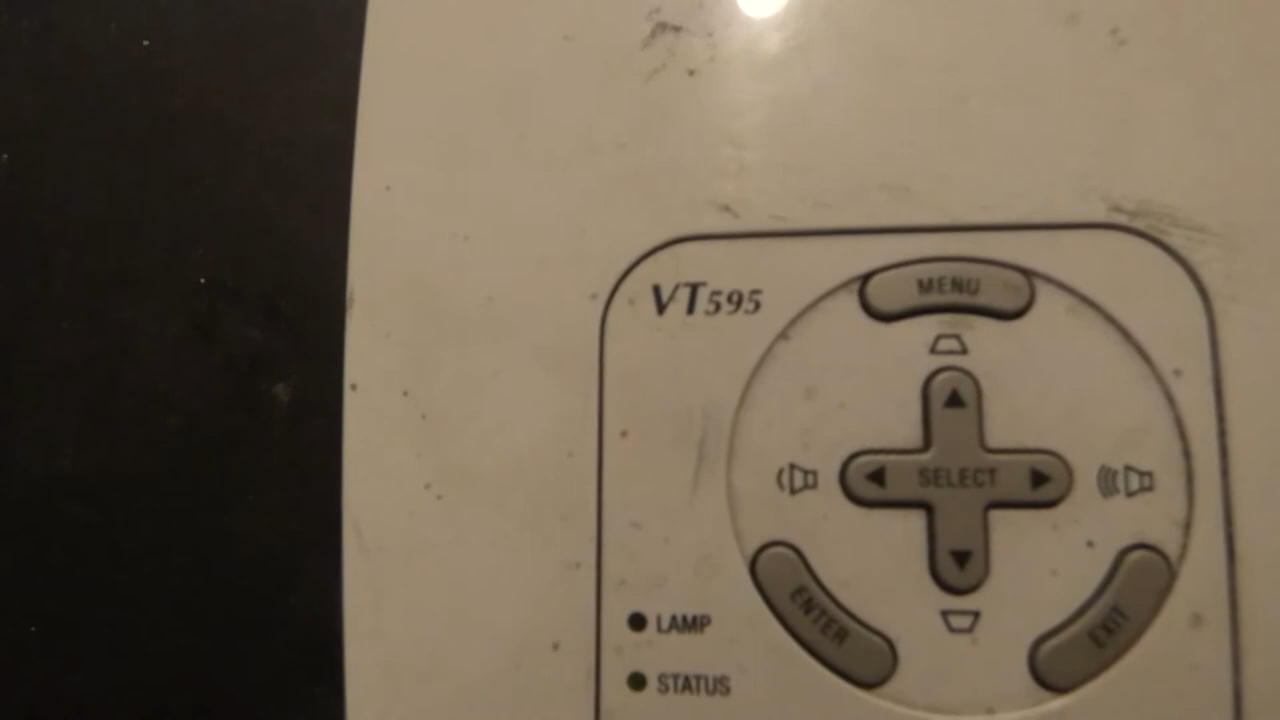 VT595
MENU
SELECT
ENTER
EXIT
LAMP
STATUS